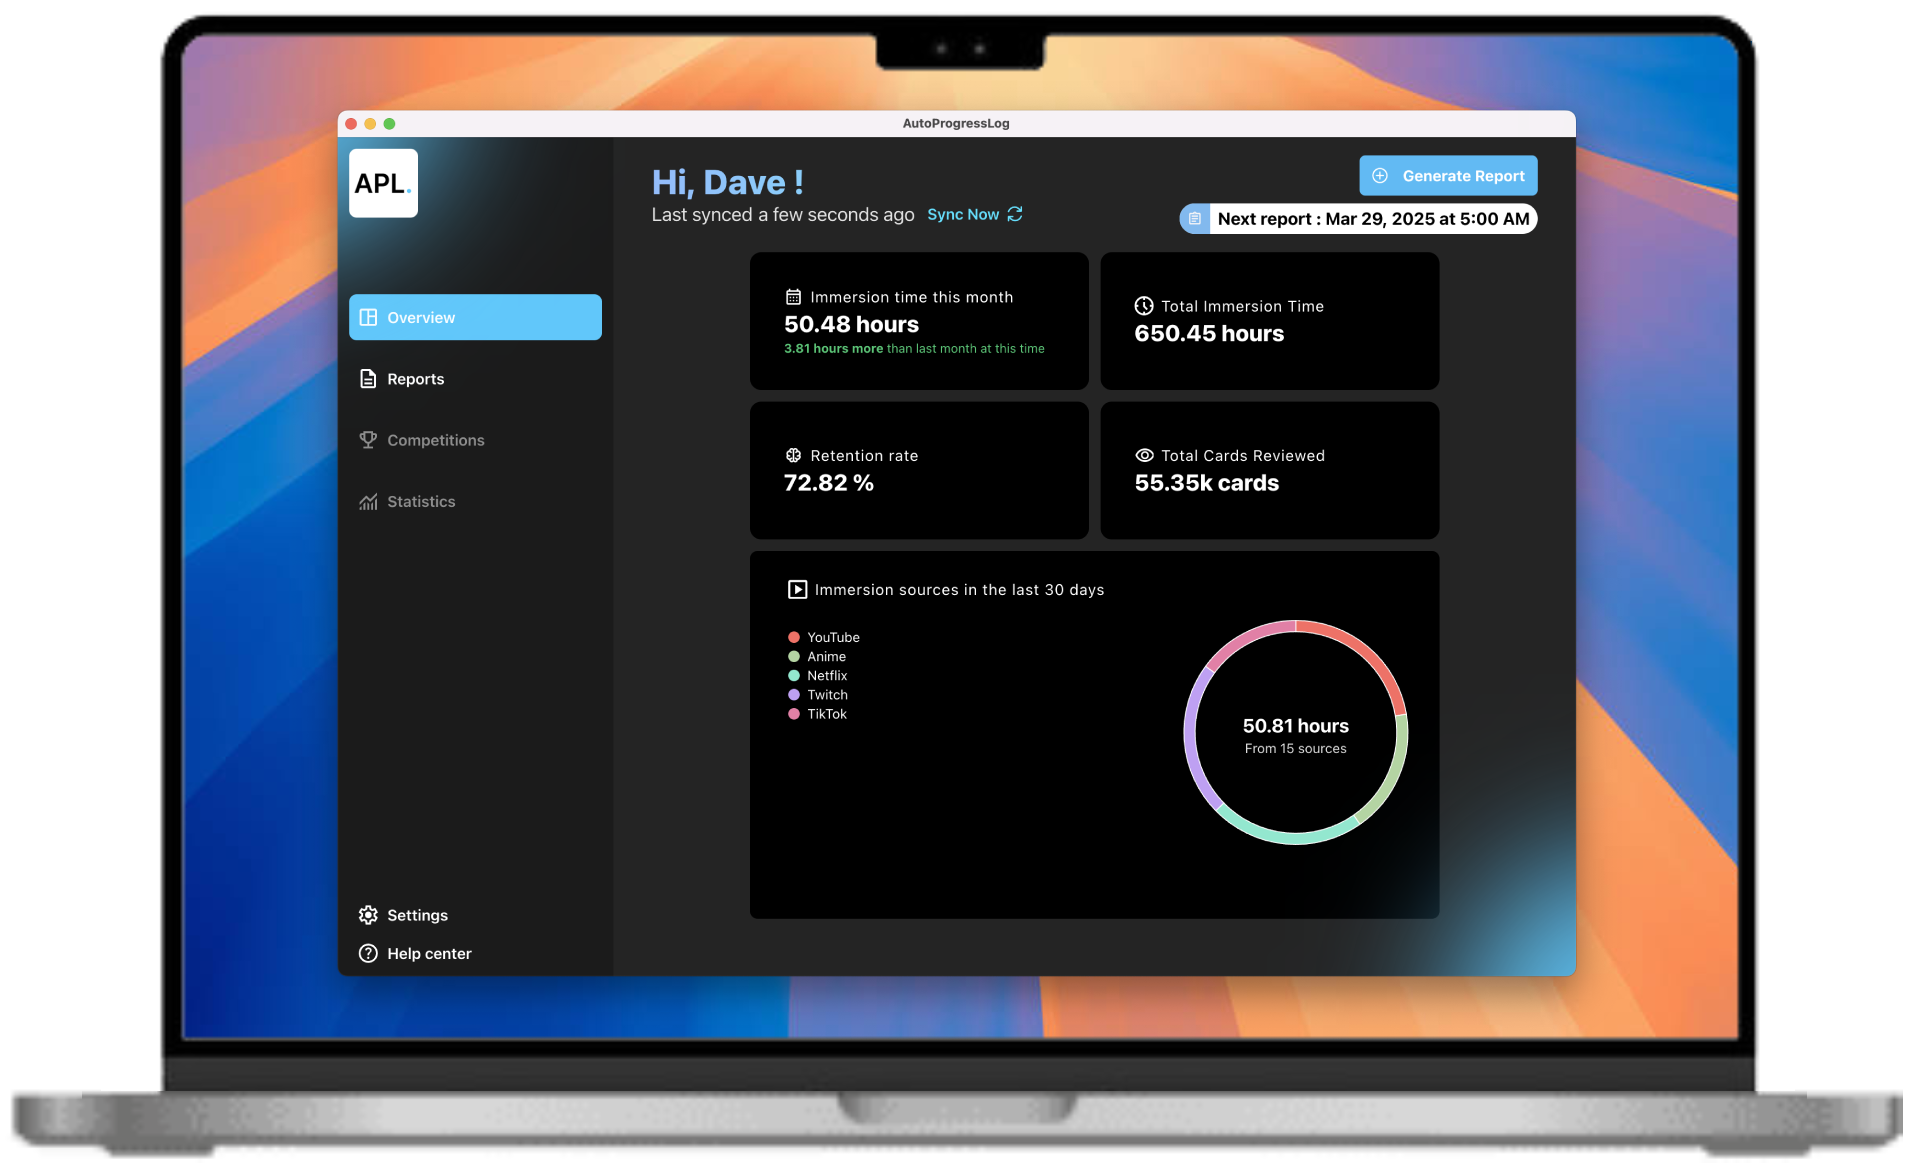 AutoProgressLog
APL.
Overview
Reports
Competitions
Statistics
Settings
Help center
Hi, Dave !
Last synced a few seconds ago Sync Now
Generate Report
Next report : Mar 29, 2025 at 5:00 AM
Immersion time this month
50.48 hours
3.81 hours more than last month at this time
Total Immersion Time
650.45 hours
Retention rate
72.82 %
Total Cards Reviewed
55.35k cards
Immersion sources in the last 30 days
YouTube
Anime
Netflix
Twitch
TikTok
50.81 hours
From 15 sources